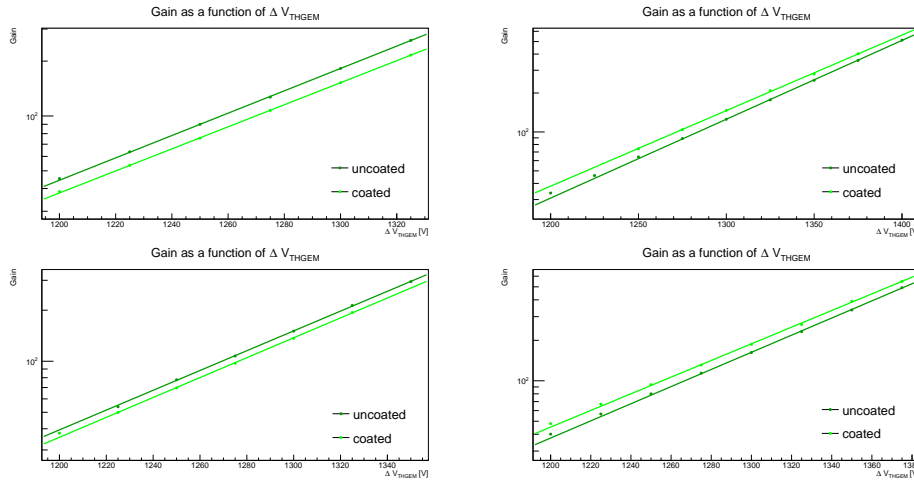 Gain as a function of Δ V_THGEM
Gain
10²
uncoated
coated
1200 1220 1240 1260 1280 1300 1320
Δ V_THGEM [V]
Gain as a function of Δ V_THGEM
Gain
10²
uncoated
coated
1200 1250 1300 1350 1400
Δ V_THGEM [V]
Gain as a function of Δ V_THGEM
Gain
10²
uncoated
coated
1200 1220 1240 1260 1280 1300 1320 1340
Δ V_THGEM [V]
Gain as a function of Δ V_THGEM
Gain
10²
uncoated
coated
1200 1220 1240 1260 1280 1300 1320 1340 1360 1380
Δ V_THGEM [V]